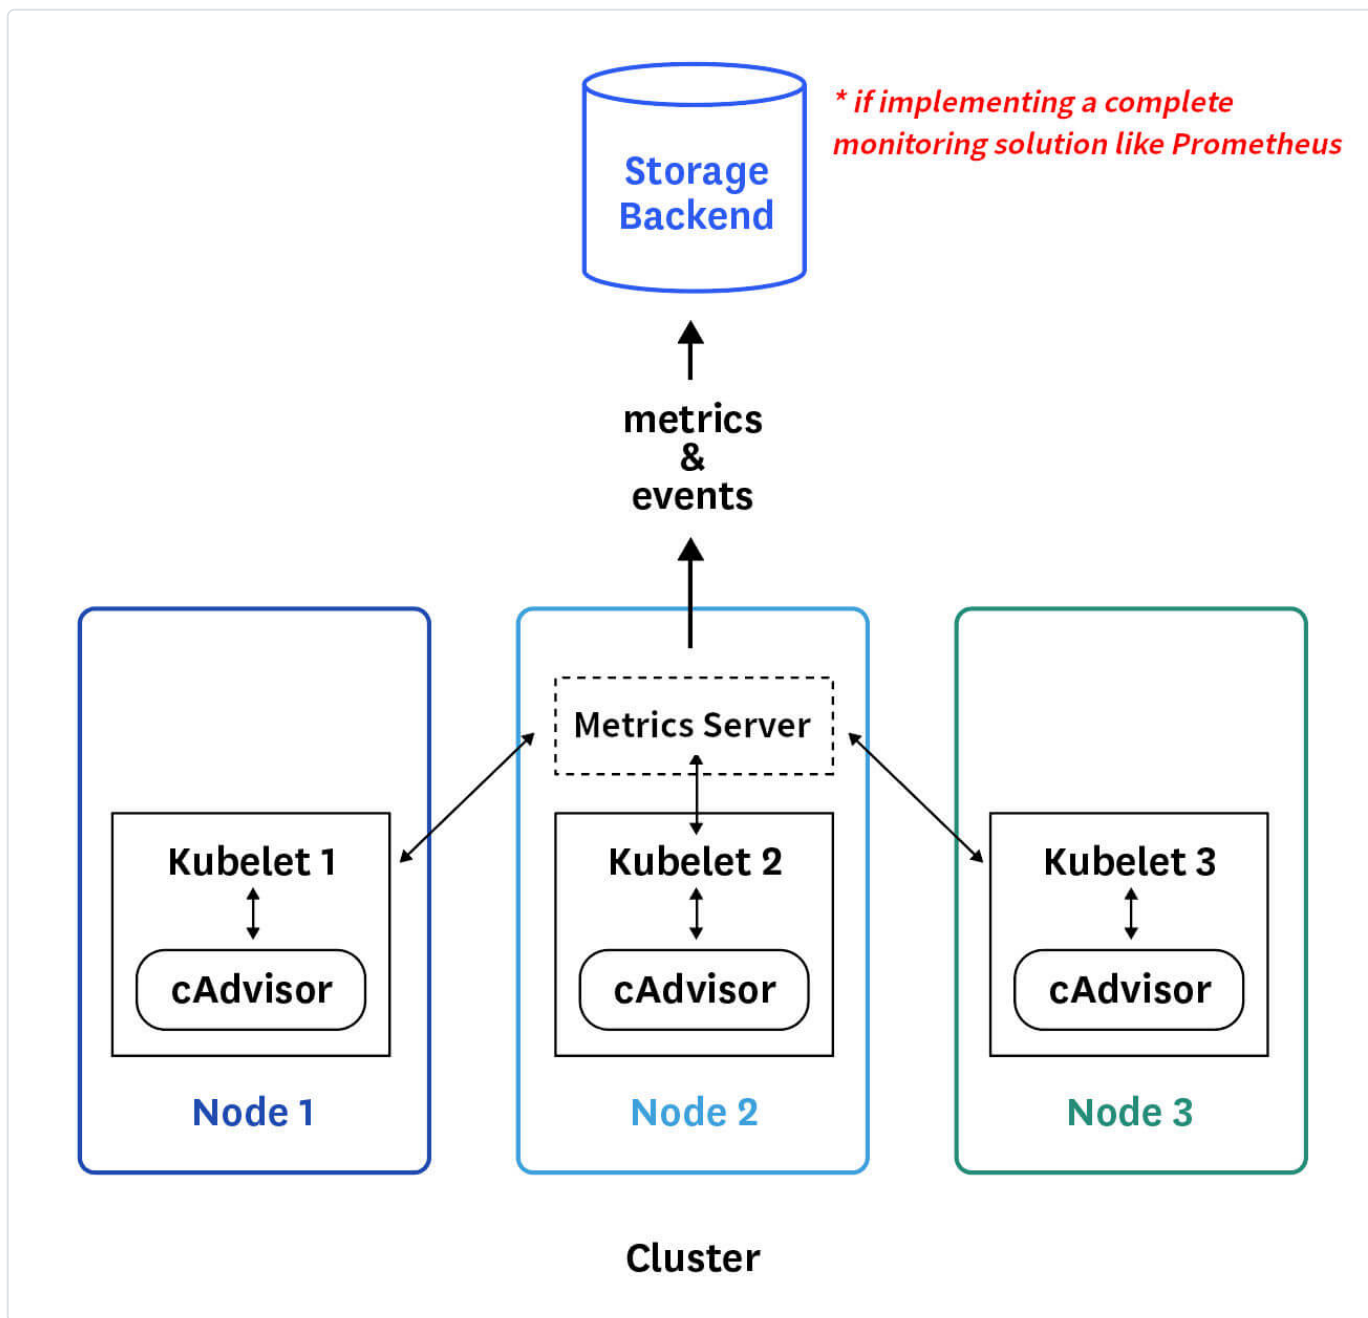 * if implementing a complete
monitoring solution like Prometheus
Storage
Backend
metrics
&
events
Metrics Server
Kubelet 1
cAdvisor
Node 1
Kubelet 2
cAdvisor
Node 2
Kubelet 3
cAdvisor
Node 3
Cluster